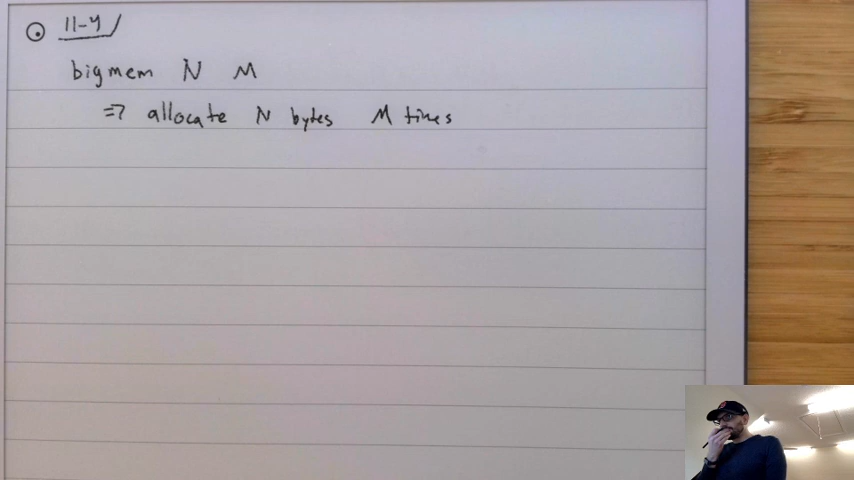 ⊙ 11-4/
bigmem N M
=> allocate N bytes M times